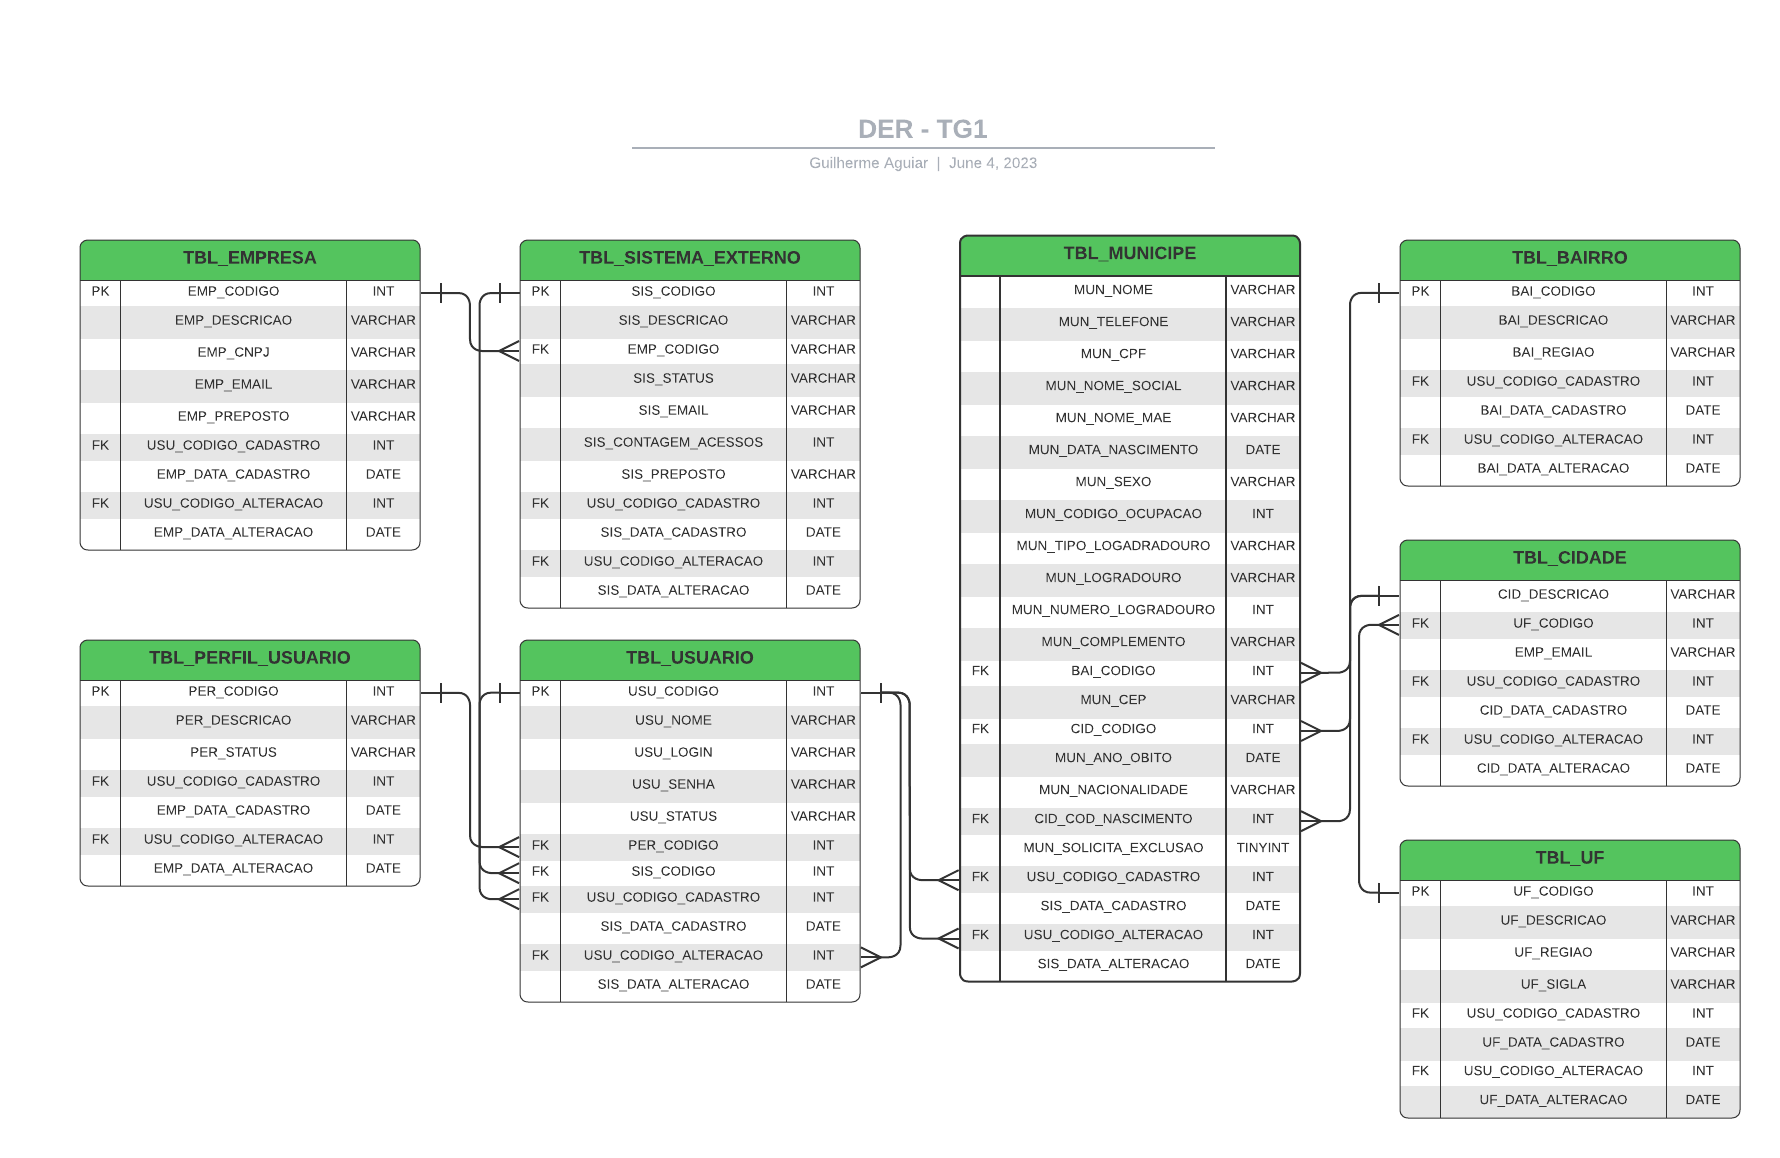 DER - TG1
Guilherme Aguiar | June 4, 2023
TBL_EMPRESA
PK EMP_CODIGO INT
EMP_DESCRICAO VARCHAR
EMP_CNPJ VARCHAR
EMP_EMAIL VARCHAR
EMP_PREPOSTO VARCHAR
FK USU_CODIGO_CADASTRO INT
EMP_DATA_CADASTRO DATE
FK USU_CODIGO_ALTERACAO INT
EMP_DATA_ALTERACAO DATE
TBL_SISTEMA_EXTERNO
PK SIS_CODIGO INT
SIS_DESCRICAO VARCHAR
FK EMP_CODIGO VARCHAR
SIS_STATUS VARCHAR
SIS_EMAIL VARCHAR
SIS_CONTAGEM_ACESSOS INT
SIS_PREPOSTO VARCHAR
FK USU_CODIGO_CADASTRO INT
SIS_DATA_CADASTRO DATE
FK USU_CODIGO_ALTERACAO INT
SIS_DATA_ALTERACAO DATE
TBL_MUNICIPE
MUN_NOME VARCHAR
MUN_TELEFONE VARCHAR
MUN_CPF VARCHAR
MUN_NOME_SOCIAL VARCHAR
MUN_NOME_MAE VARCHAR
MUN_DATA_NASCIMENTO DATE
MUN_SEXO VARCHAR
MUN_CODIGO_OCUPACAO INT
MUN_TIPO_LOGADRADOURO VARCHAR
MUN_LOGRADOURO VARCHAR
MUN_NUMERO_LOGRADOURO INT
MUN_COMPLEMENTO VARCHAR
FK BAI_CODIGO INT
MUN_CEP VARCHAR
FK CID_CODIGO INT
MUN_ANO_OBITO DATE
MUN_NACIONALIDADE VARCHAR
FK CID_COD_NASCIMENTO INT
MUN_SOLICITA_EXCLUSAO TINYINT
FK USU_CODIGO_CADASTRO INT
SIS_DATA_CADASTRO DATE
FK USU_CODIGO_ALTERACAO INT
SIS_DATA_ALTERACAO DATE
TBL_BAIRRO
PK BAI_CODIGO INT
BAI_DESCRICAO VARCHAR
BAI_REGIAO VARCHAR
FK USU_CODIGO_CADASTRO INT
BAI_DATA_CADASTRO DATE
FK USU_CODIGO_ALTERACAO INT
BAI_DATA_ALTERACAO DATE
TBL_CIDADE
CID_DESCRICAO VARCHAR
FK UF_CODIGO INT
EMP_EMAIL VARCHAR
FK USU_CODIGO_CADASTRO INT
CID_DATA_CADASTRO DATE
FK USU_CODIGO_ALTERACAO INT
CID_DATA_ALTERACAO DATE
TBL_PERFIL_USUARIO
PK PER_CODIGO INT
PER_DESCRICAO VARCHAR
PER_STATUS VARCHAR
FK USU_CODIGO_CADASTRO INT
EMP_DATA_CADASTRO DATE
FK USU_CODIGO_ALTERACAO INT
EMP_DATA_ALTERACAO DATE
TBL_USUARIO
PK USU_CODIGO INT
USU_NOME VARCHAR
USU_LOGIN VARCHAR
USU_SENHA VARCHAR
USU_STATUS VARCHAR
FK PER_CODIGO INT
FK SIS_CODIGO INT
FK USU_CODIGO_CADASTRO INT
SIS_DATA_CADASTRO DATE
FK USU_CODIGO_ALTERACAO INT
SIS_DATA_ALTERACAO DATE
TBL_UF
PK UF_CODIGO INT
UF_DESCRICAO VARCHAR
UF_REGIAO VARCHAR
UF_SIGLA VARCHAR
FK USU_CODIGO_CADASTRO INT
UF_DATA_CADASTRO DATE
FK USU_CODIGO_ALTERACAO INT
UF_DATA_ALTERACAO DATE